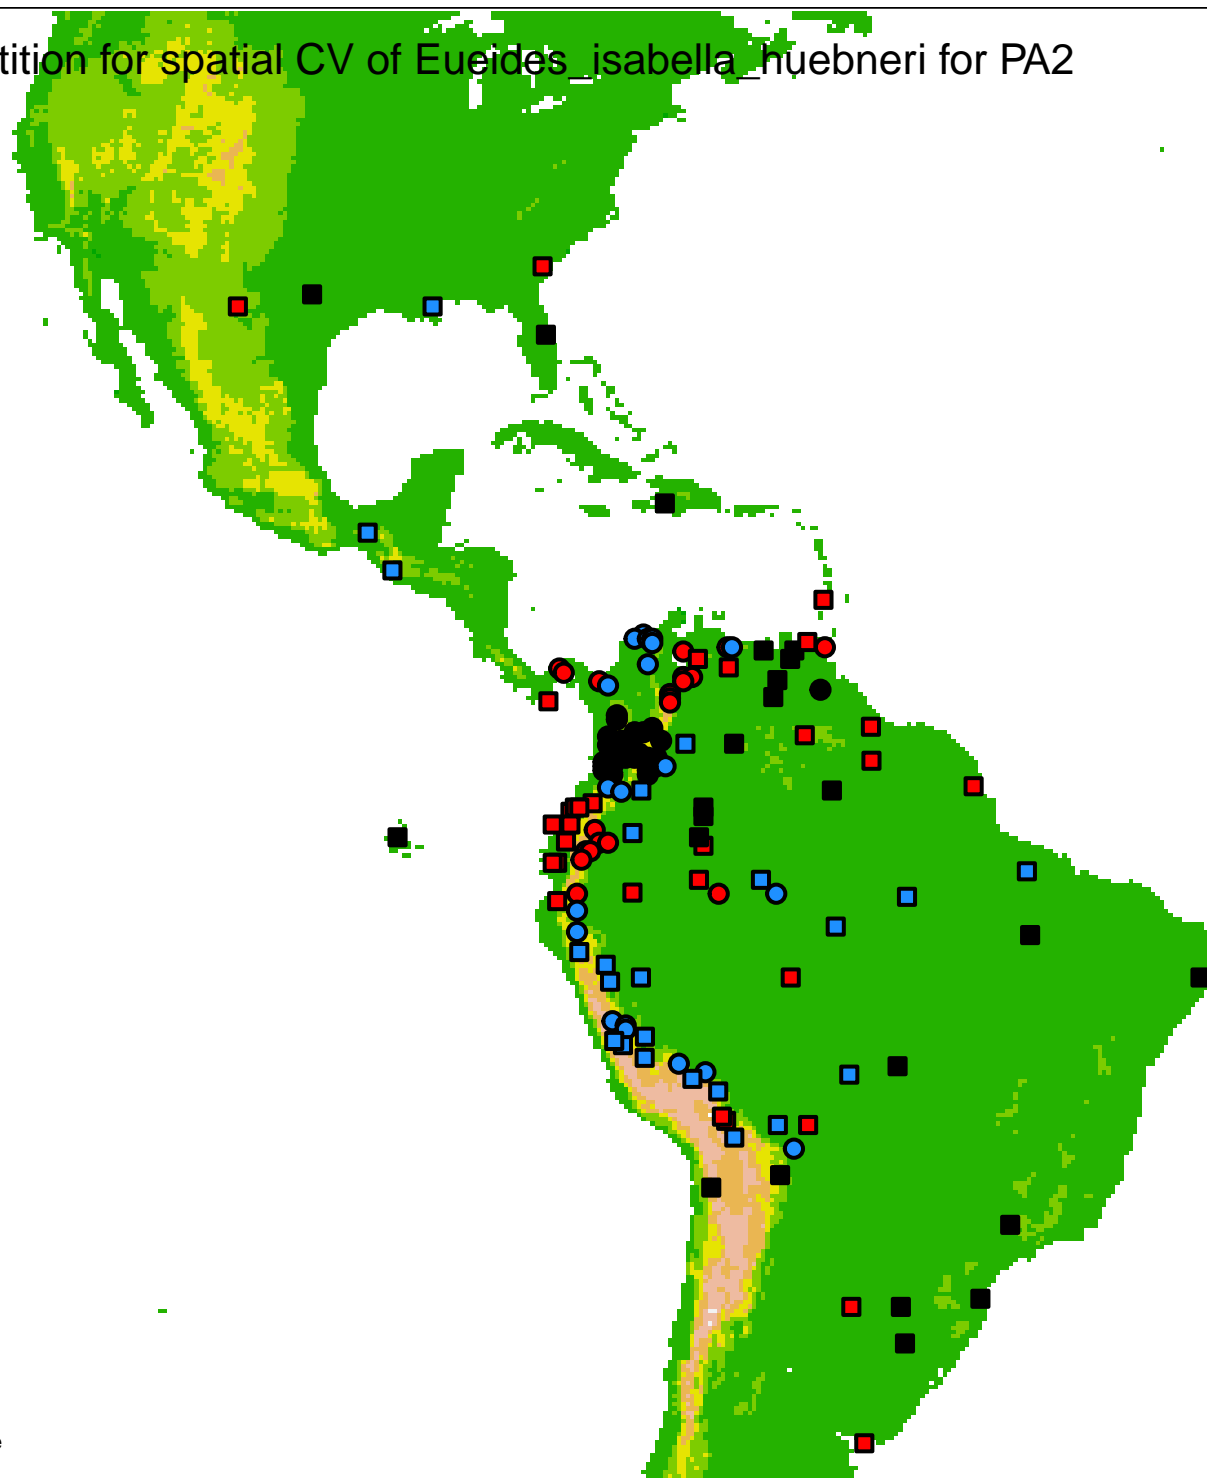 tition for spatial CV of Eueides_isabella_huebneri for PA2